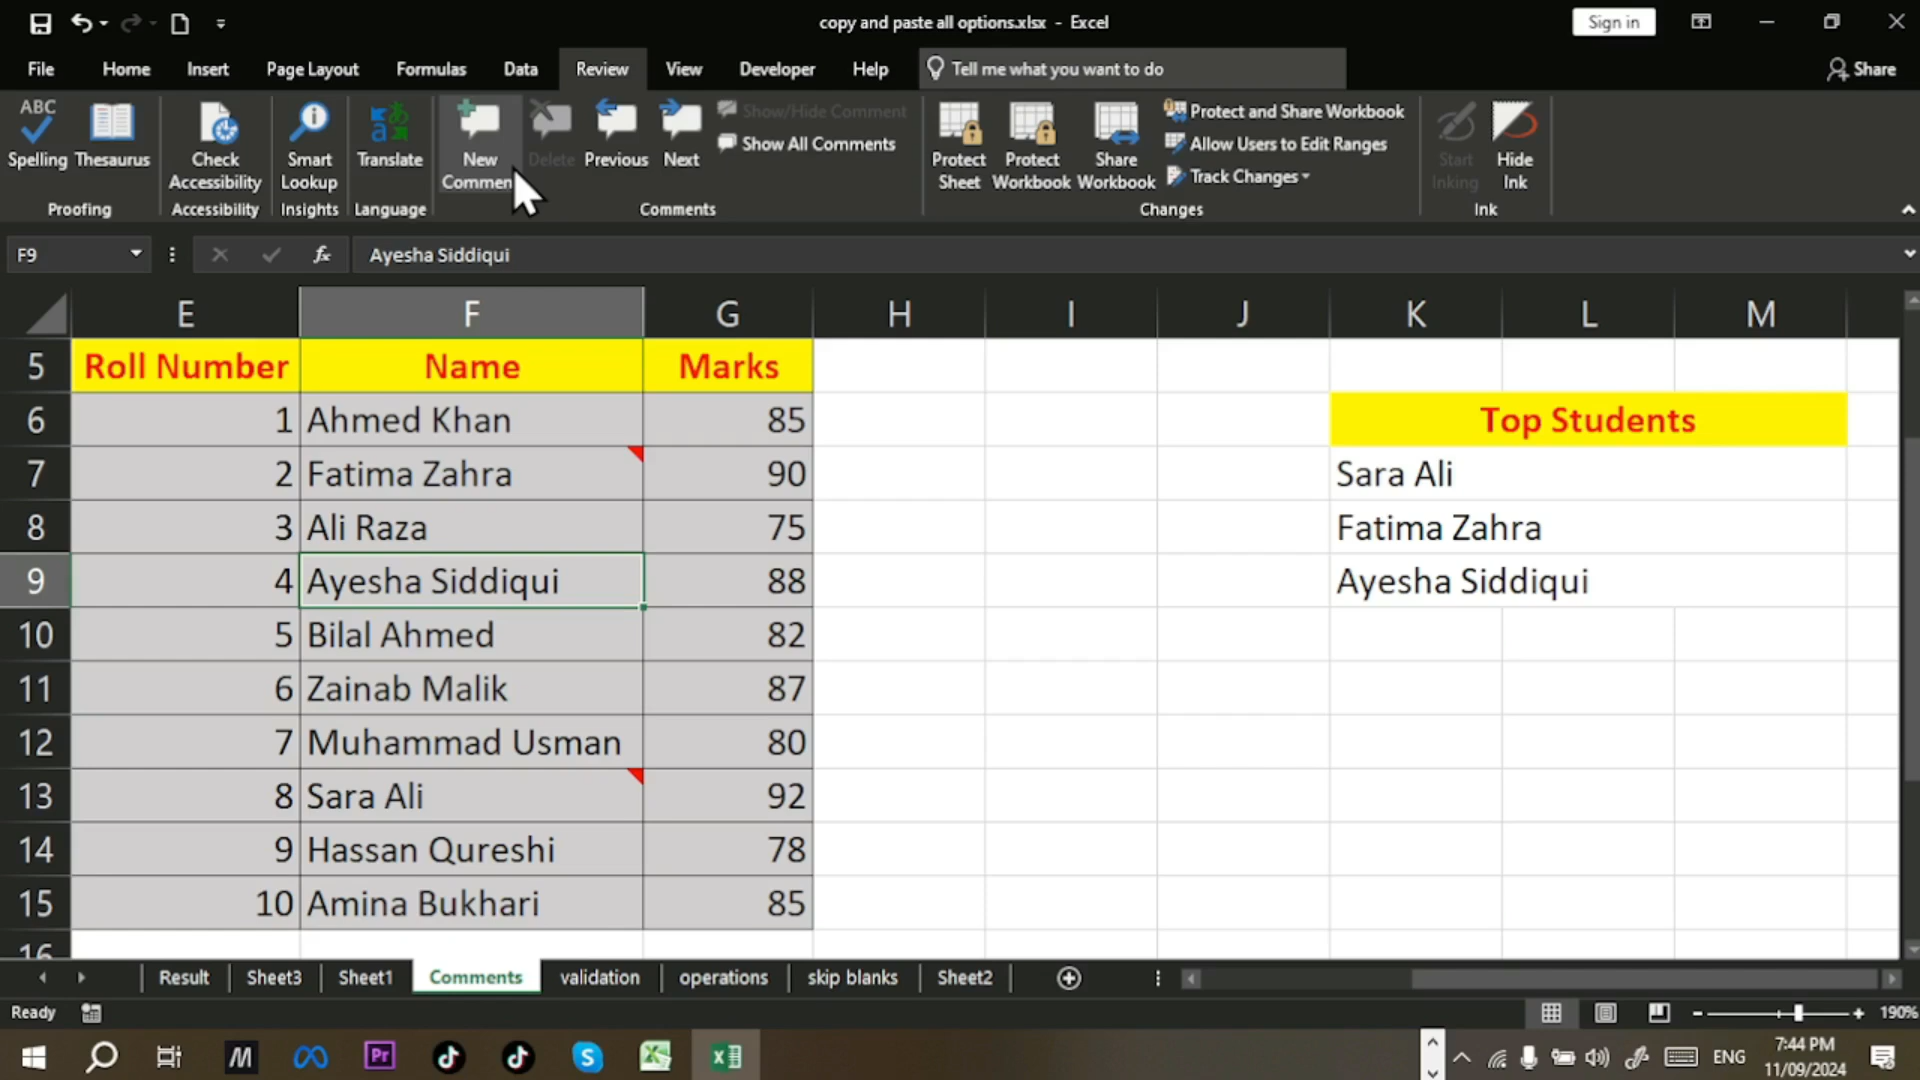 copy and paste all options.xlsx - Excel
Sign in
File Home Insert Page Layout Formulas Data Review View Developer Help Tell me what you want to do Share
ABC
Spelling
Thesaurus
Proofing
Check
Accessibility
Accessibility
Smart
Lookup
Insights
Translate
Language
New
Commen
Delete
Previous
Next
Show/Hide Comment
Show All Comments
Comments
Protect
Sheet
Protect
Workbook
Share
Workbook
Protect and Share Workbook
Allow Users to Edit Ranges
Track Changes
Changes
Start
Inking
Hide
Ink
Ink
F9 fx Ayesha Siddiqui
E F G H I J K L M
5 Roll Number Name Marks
6 1 Ahmed Khan 85 Top Students
7 2 Fatima Zahra 90 Sara Ali
8 3 Ali Raza 75 Fatima Zahra
9 4 Ayesha Siddiqui 88 Ayesha Siddiqui
10 5 Bilal Ahmed 82
11 6 Zainab Malik 87
12 7 Muhammad Usman 80
13 8 Sara Ali 92
14 9 Hassan Qureshi 78
15 10 Amina Bukhari 85
16
Result Sheet3 Sheet1 Comments validation operations skip blanks Sheet2
Ready 190%
Pr
ENG
7:44 PM
11/09/2024